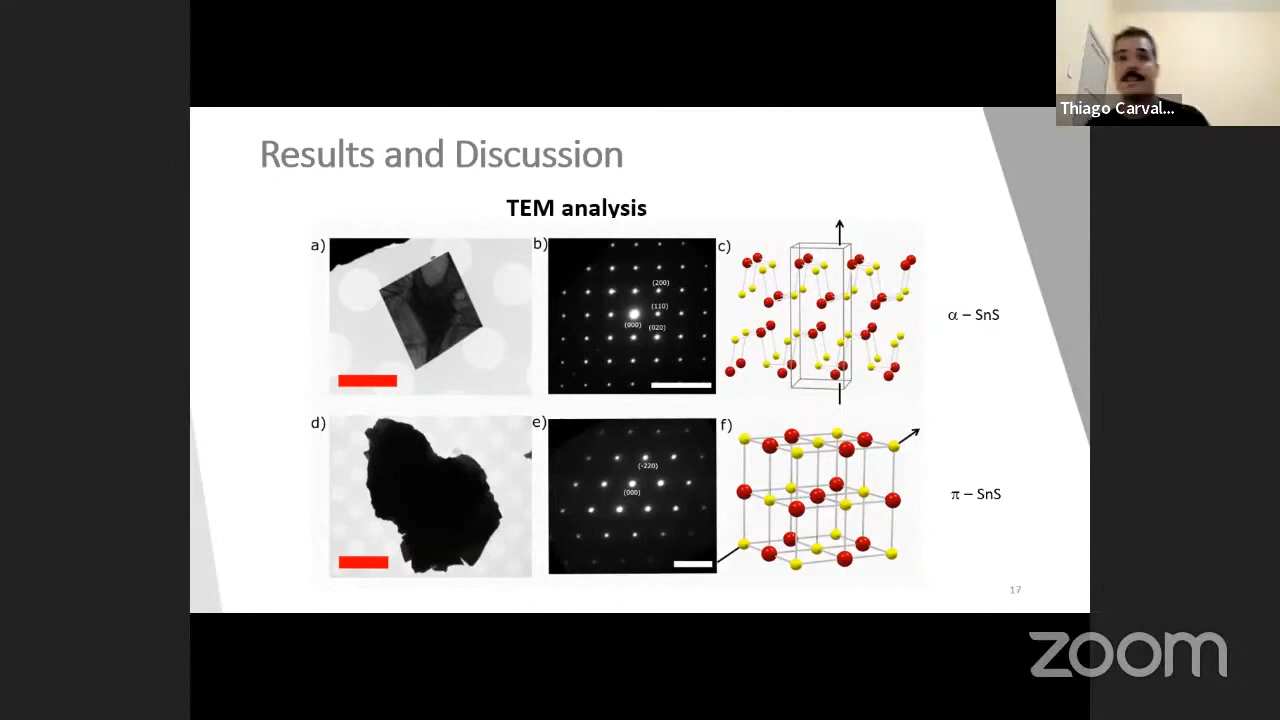 Thiago Carval...
Results and Discussion
TEM analysis
a)
b)
(200)
(110)
(000)
(020)
c)
α – SnS
d)
e)
(-220)
(000)
f)
π – SnS
17
zoom